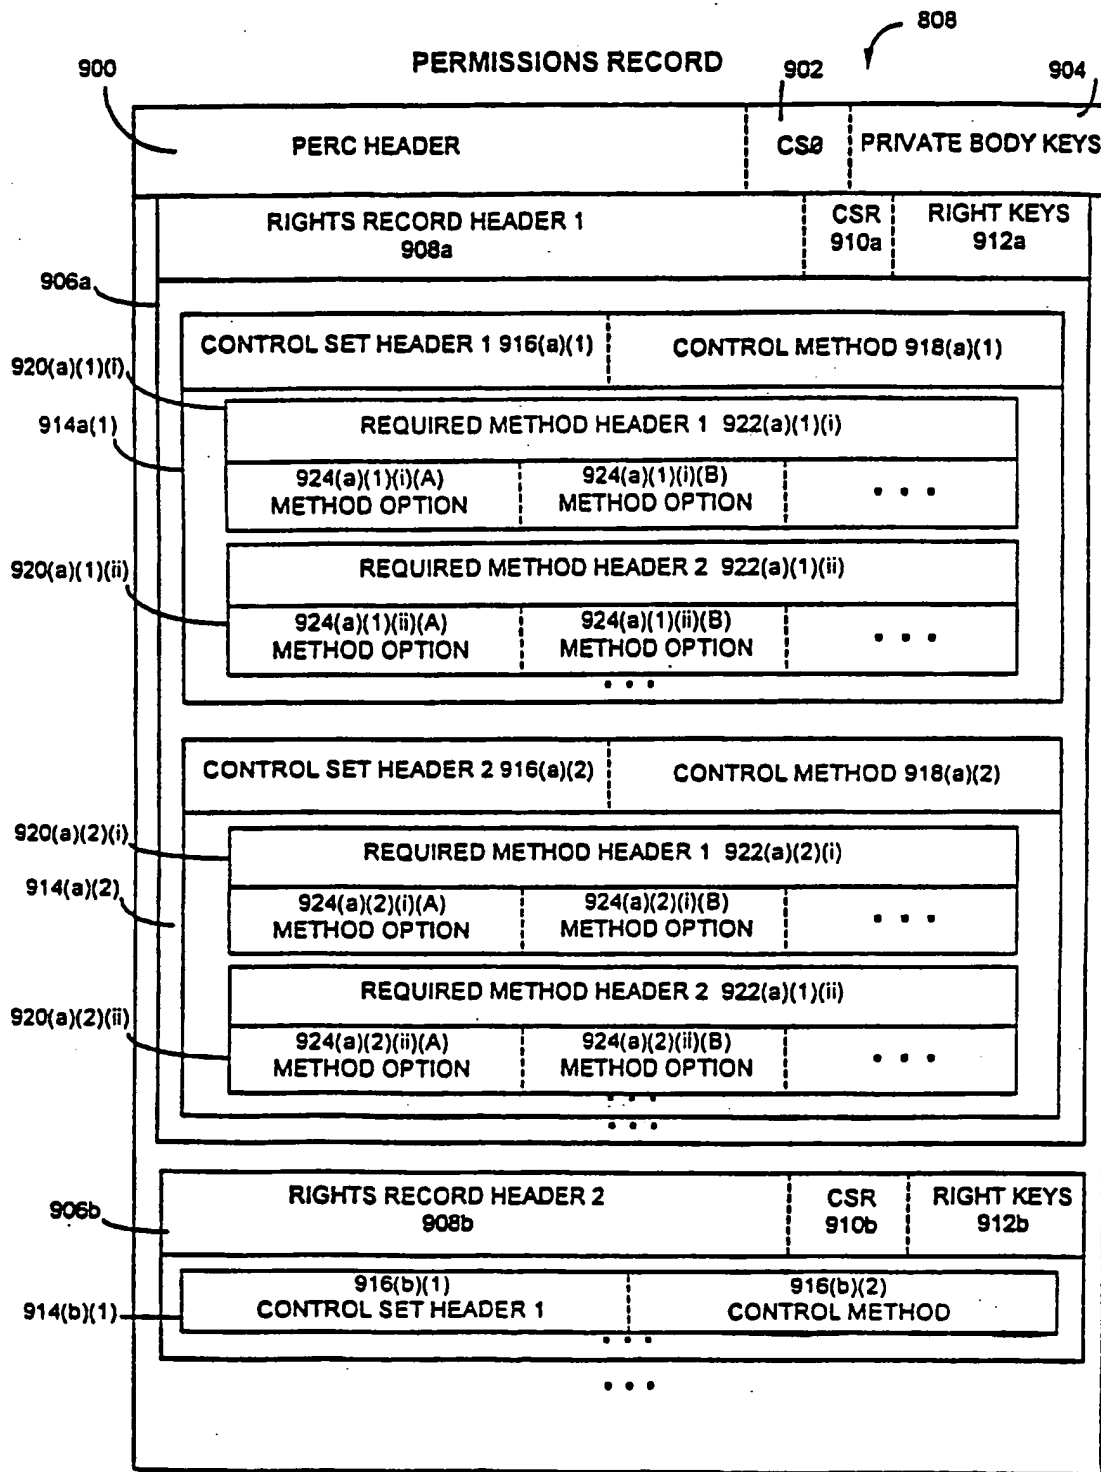 808
PERMISSIONS RECORD
900
902
904
PERC HEADER
CSØ
PRIVATE BODY KEYS
RIGHTS RECORD HEADER 1
908a
CSR
910a
RIGHT KEYS
912a
906a
CONTROL SET HEADER 1 916(a)(1)
CONTROL METHOD 918(a)(1)
920(a)(1)(i)
914a(1)
REQUIRED METHOD HEADER 1 922(a)(1)(i)
924(a)(1)(i)(A)
METHOD OPTION
924(a)(1)(i)(B)
METHOD OPTION
• • •
920(a)(1)(ii)
REQUIRED METHOD HEADER 2 922(a)(1)(ii)
924(a)(1)(ii)(A)
METHOD OPTION
924(a)(1)(ii)(B)
METHOD OPTION
• • •
• • •
CONTROL SET HEADER 2 916(a)(2)
CONTROL METHOD 918(a)(2)
920(a)(2)(i)
914(a)(2)
REQUIRED METHOD HEADER 1 922(a)(2)(i)
924(a)(2)(i)(A)
METHOD OPTION
924(a)(2)(i)(B)
METHOD OPTION
• • •
920(a)(2)(ii)
REQUIRED METHOD HEADER 2 922(a)(1)(ii)
924(a)(2)(ii)(A)
METHOD OPTION
924(a)(2)(ii)(B)
METHOD OPTION
• • •
• • •
• • •
906b
RIGHTS RECORD HEADER 2
908b
CSR
910b
RIGHT KEYS
912b
914(b)(1)
916(b)(1)
CONTROL SET HEADER 1
916(b)(2)
CONTROL METHOD
• • •
• • •